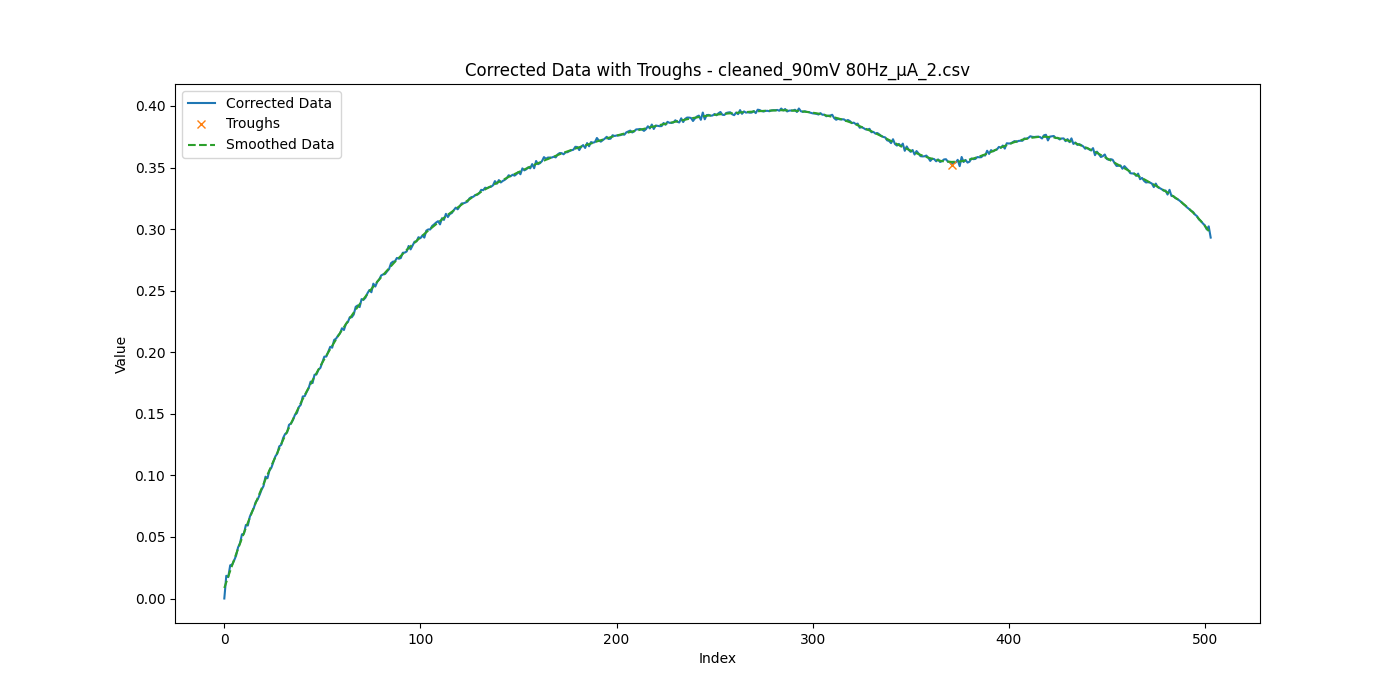 Corrected Data with Troughs - cleaned_90mV 80Hz_µA_2.csv
Corrected Data
Troughs
Smoothed Data
0.40
0.35
0.30
0.25
0.20
0.15
0.10
0.05
0.00
Value
0 100 200 300 400 500
Index